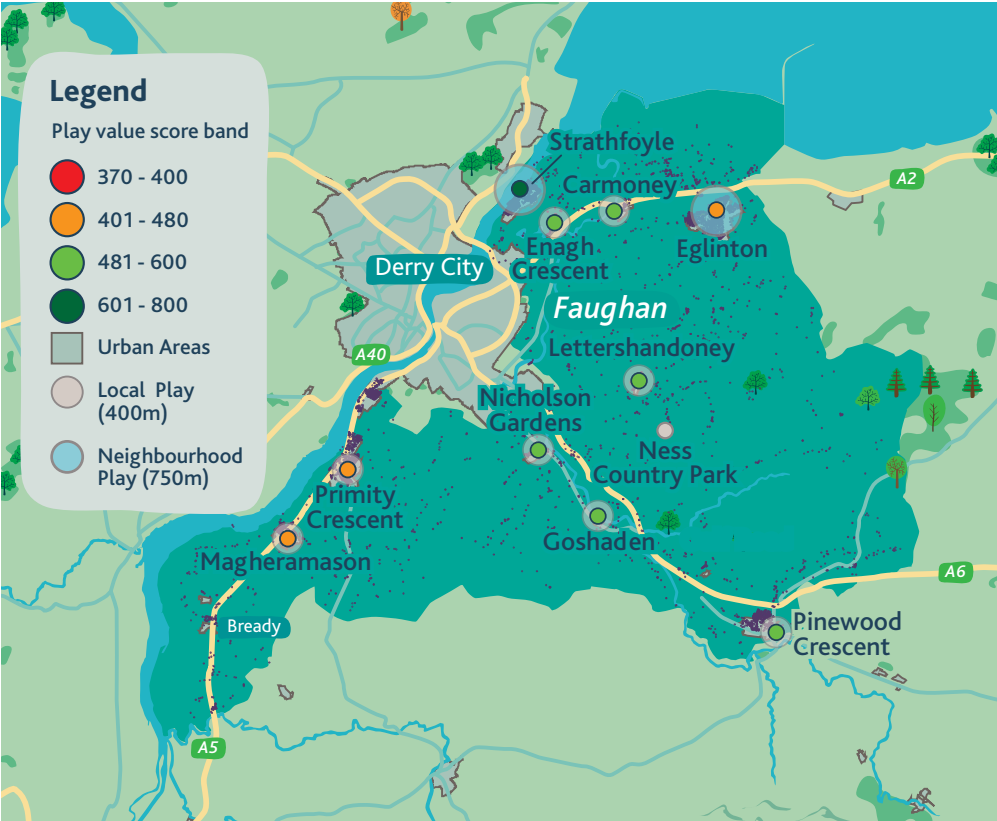 Legend
Play value score band
370 - 400
401 - 480
481 - 600
601 - 800
Urban Areas
Local Play
(400m)
Neighbourhood
Play (750m)
Strathfoyle
Carmoney
A2
Enagh
Crescent
Eglinton
Derry City
Faughan
A40
Lettershandoney
Nicholson
Gardens
Ness
Country Park
Primity
Crescent
Goshaden
Magheramason
A6
Bready
Pinewood
Crescent
A5